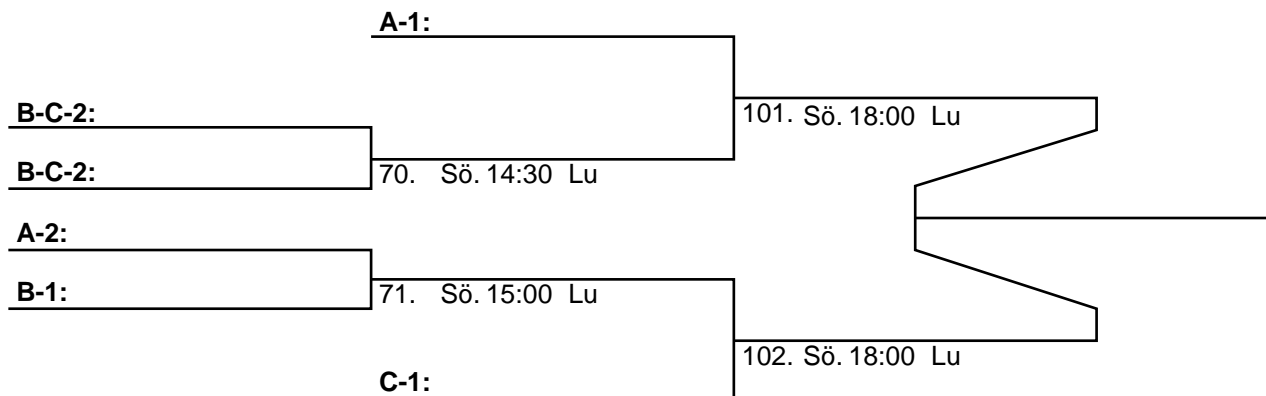 A-1:
B-C-2:
101. Sö. 18:00 Lu
B-C-2:
70. Sö. 14:30 Lu
A-2:
B-1:
71. Sö. 15:00 Lu
102. Sö. 18:00 Lu
C-1: